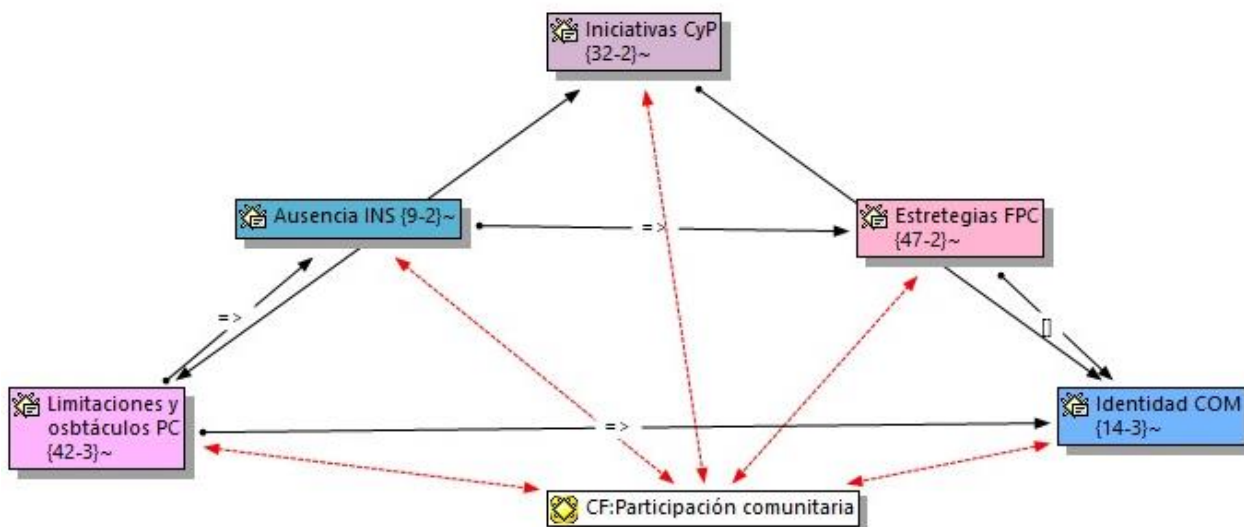 Iniciativas CyP
{32-2}~
Ausencia INS {9-2}~
=>
Estretegias FPC
{47-2}~
=>
[]
Limitaciones y
osbtáculos PC
{42-3}~
=>
Identidad COM
{14-3}~
CF:Participación comunitaria